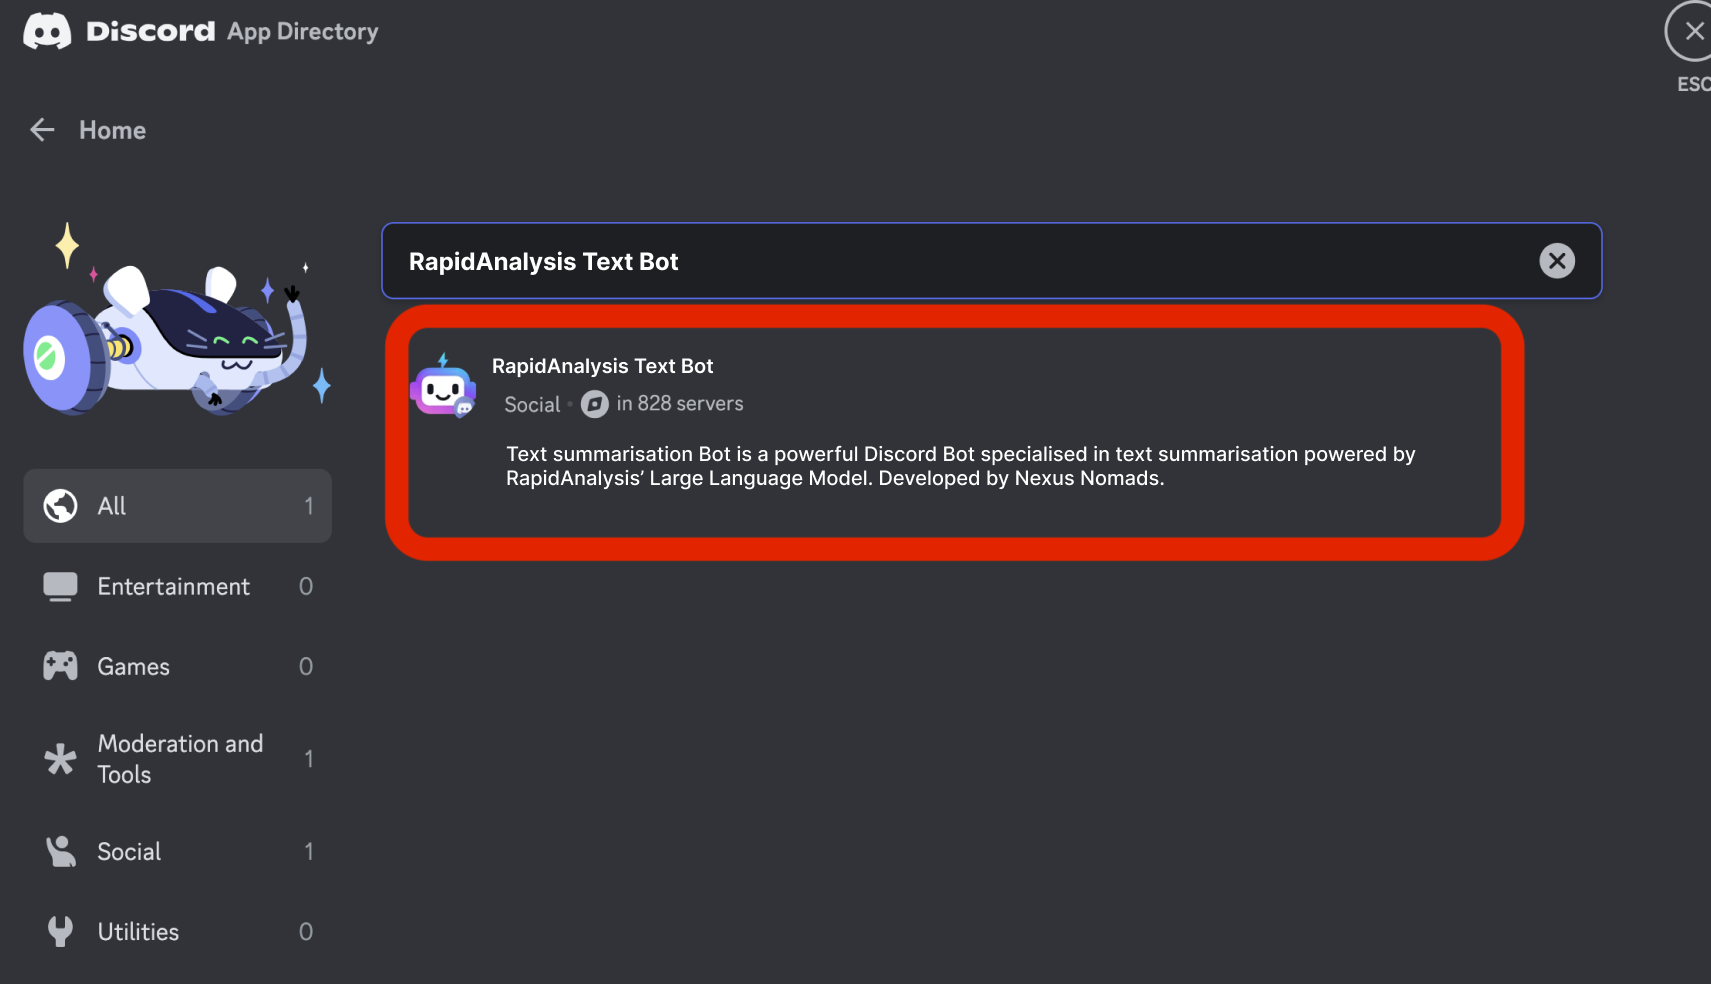 Discord App Directory
ESC
Home
RapidAnalysis Text Bot
RapidAnalysis Text Bot
Social • in 828 servers
Text summarisation Bot is a powerful Discord Bot specialised in text summarisation powered by
RapidAnalysis’ Large Language Model. Developed by Nexus Nomads.
All 1
Entertainment 0
Games 0
Moderation and
Tools 1
Social 1
Utilities 0